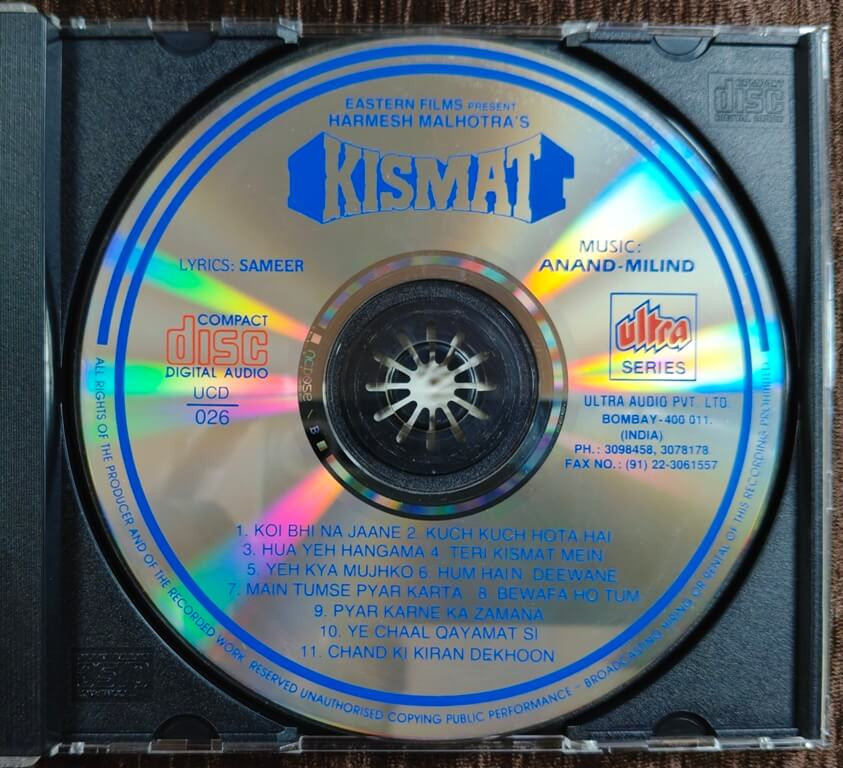 EASTERN FILMS PRESENT
HARMESH MALHOTRA'S
KISMAT
LYRICS: SAMEER
MUSIC:
ANAND-MILIND
COMPACT
disc
DIGITAL AUDIO
UCD
026
ultra
SERIES
ULTRA AUDIO PVT. LTD.
BOMBAY-400 011.
(INDIA)
PH.: 3098458, 3078178
FAX NO.: (91) 22-3061557
1. KOI BHI NA JAANE 2. KUCH KUCH HOTA HAI
3. HUA YEH HANGAMA 4. TERI KISMAT MEIN
5. YEH KYA MUJHKO 6. HUM HAIN DEEWANE
7. MAIN TUMSE PYAR KARTA 8. BEWAFA HO TUM
9. PYAR KARNE KA ZAMANA
10. YE CHAAL QAYAMAT SI
11. CHAND KI KIRAN DEKHOON
ALL RIGHTS OF THE PRODUCER AND OF THE RECORDED WORK RESERVED UNAUTHORISED COPYING PUBLIC PERFORMANCE - BROADCASTING HIRING OR RENTAL OF THIS RECORDING PROHIBITED
COMPACT
disc
DIGITAL AUDIO